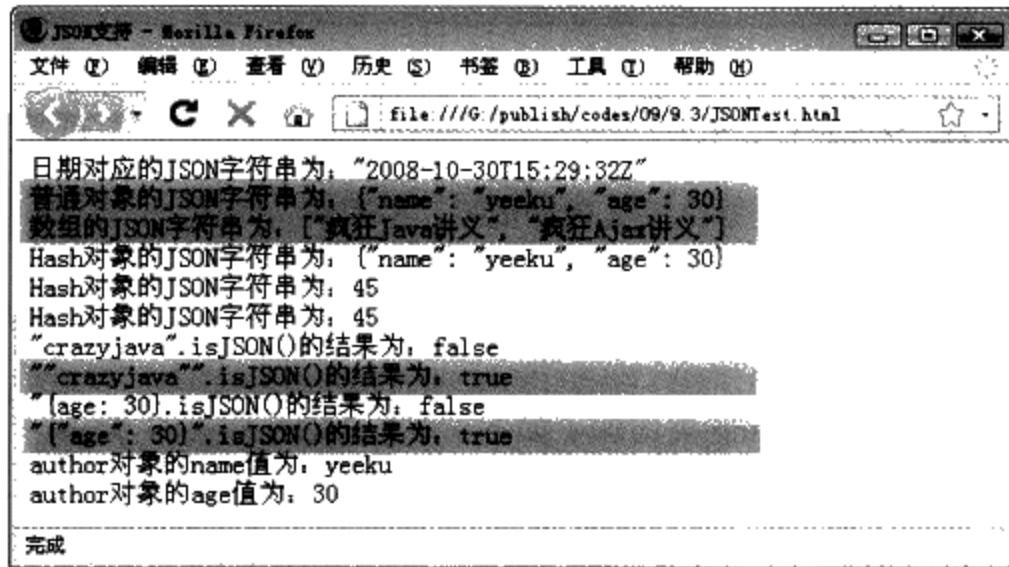 JSON支持 - Mozilla Firefox
文件 (F) 编辑 (E) 查看 (V) 历史 (S) 书签 (B) 工具 (T) 帮助 (H)
file:///G:/publish/codes/09/9.3/JSONTest.html
日期对应的JSON字符串为："2008-10-30T15:29:32Z"
普通对象的JSON字符串为：{"name": "yeeku", "age": 30}
数组的JSON字符串为：["疯狂Java讲义", "疯狂Ajax讲义"]
Hash对象的JSON字符串为：{"name": "yeeku", "age": 30}
Hash对象的JSON字符串为：45
Hash对象的JSON字符串为：45
"crazyjava".isJSON()的结果为：false
""crazyjava"".isJSON()的结果为：true
"{age: 30}.isJSON()的结果为：false
"{"age": 30}".isJSON()的结果为：true
author对象的name值为：yeeku
author对象的age值为：30
完成